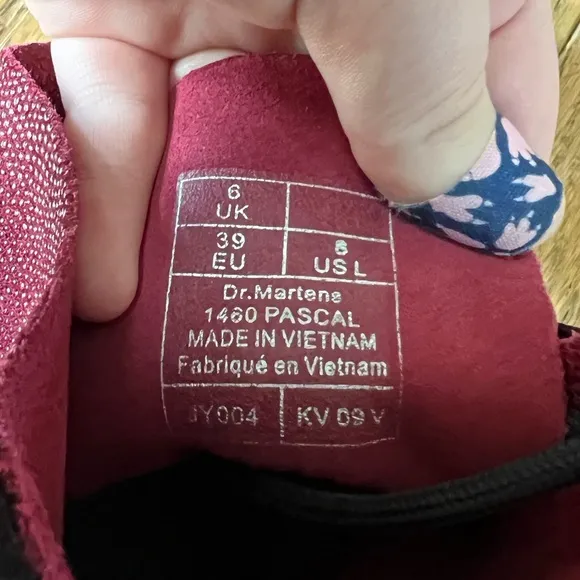 6
UK
39
EU
8
US L
Dr.Martens
1460 PASCAL
MADE IN VIETNAM
Fabriqué en Vietnam
JY004
KV 09 V